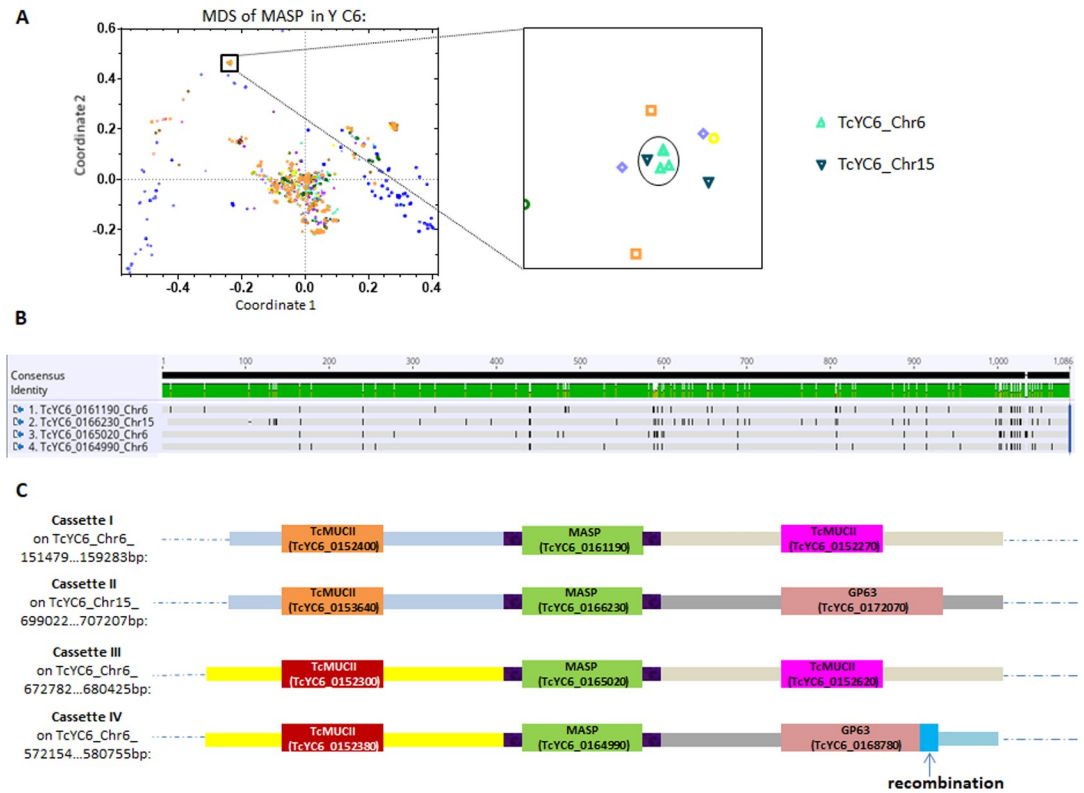 A
MDS of MASP in Y C6:
0.6
0.4
0.2
0.0
-0.2
Coordinate 2
-0.4 -0.2 0.0 0.2 0.4
Coordinate 1
TcYC6_Chr6
TcYC6_Chr15
B
1 100 200 300 400 500 600 700 800 900 1,000 1,086
Consensus
Identity
1. TcYC6_0161190_Chr6
2. TcYC6_0166230_Chr15
3. TcYC6_0165020_Chr6
4. TcYC6_0164990_Chr6
C
Cassette I
on TcYC6_Chr6_
151479...159283bp:
TcMUCII
(TcYC6_0152400)
MASP
(TcYC6_0161190)
TcMUCII
(TcYC6_0152270)
Cassette II
on TcYC6_Chr15_
699022...707207bp:
TcMUCII
(TcYC6_0153640)
MASP
(TcYC6_0166230)
GP63
(TcYC6_0172070)
Cassette III
on TcYC6_Chr6_
672782...680425bp:
TcMUCII
(TcYC6_0152300)
MASP
(TcYC6_0165020)
TcMUCII
(TcYC6_0152620)
Cassette IV
on TcYC6_Chr6_
572154...580755bp:
TcMUCII
(TcYC6_0152380)
MASP
(TcYC6_0164990)
GP63
(TcYC6_0168780)
recombination